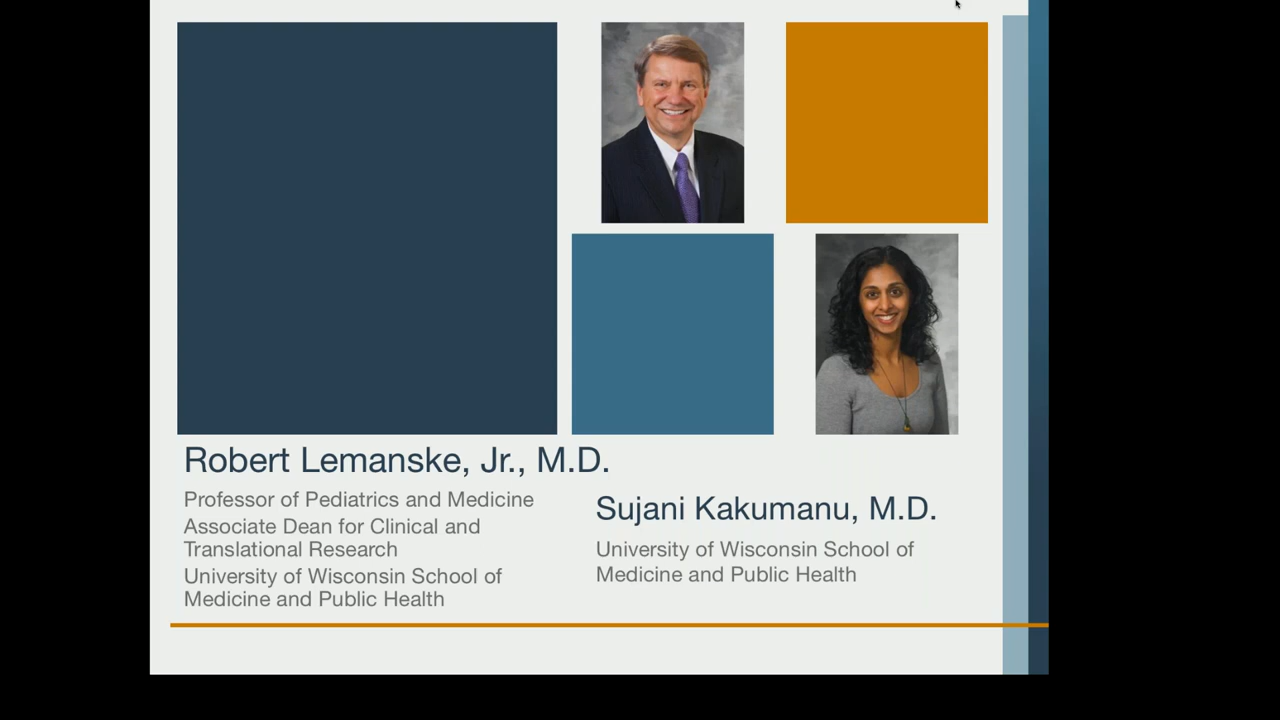 Robert Lemanske, Jr., M.D.
Professor of Pediatrics and Medicine
Associate Dean for Clinical and
Translational Research
University of Wisconsin School of
Medicine and Public Health
Sujani Kakumanu, M.D.
University of Wisconsin School of
Medicine and Public Health